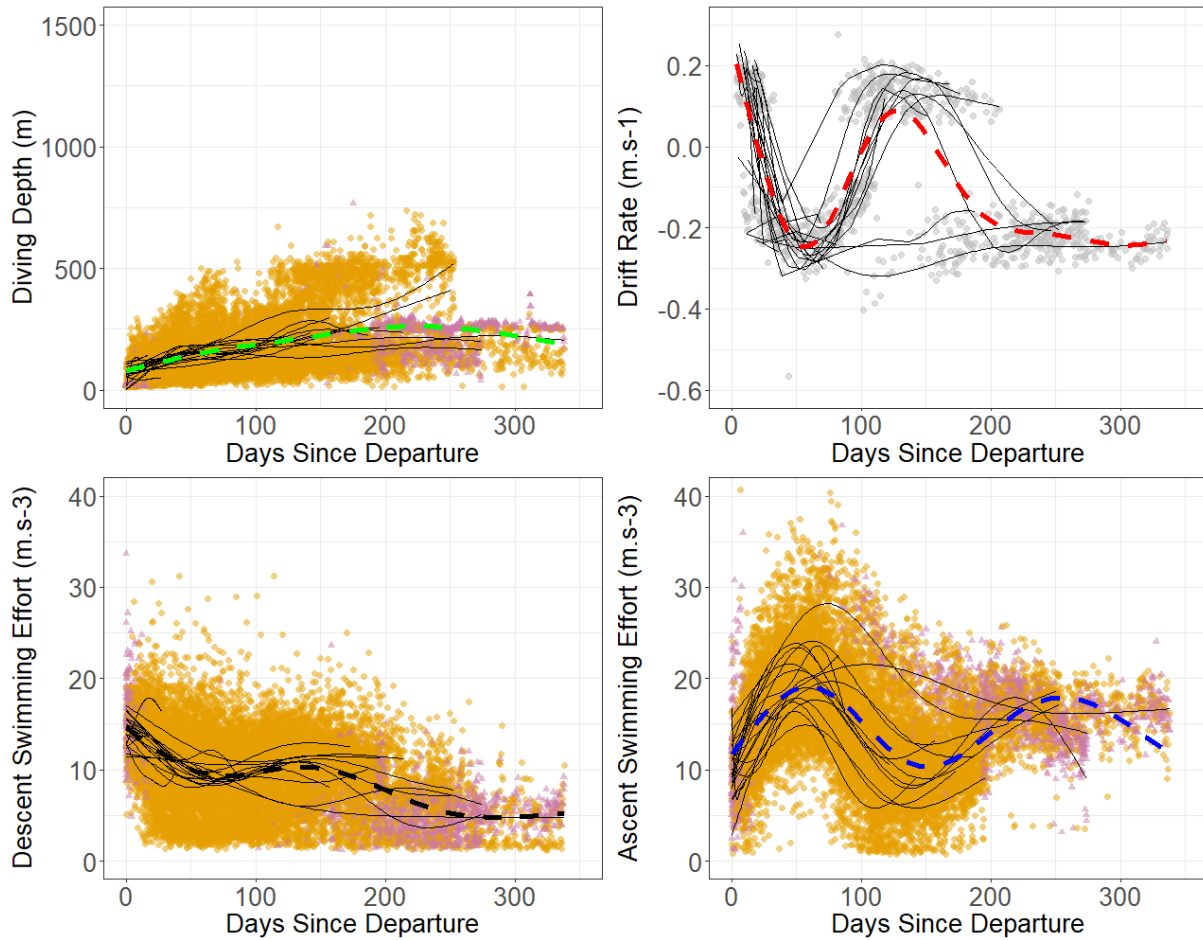 Diving Depth (m)
1500
1000
500
0
0 100 200 300
Days Since Departure
Drift Rate (m.s-1)
0.2
0.0
-0.2
-0.4
-0.6
0 100 200 300
Days Since Departure
Descent Swimming Effort (m.s-3)
40
30
20
10
0
0 100 200 300
Days Since Departure
Ascent Swimming Effort (m.s-3)
40
30
20
10
0
0 100 200 300
Days Since Departure